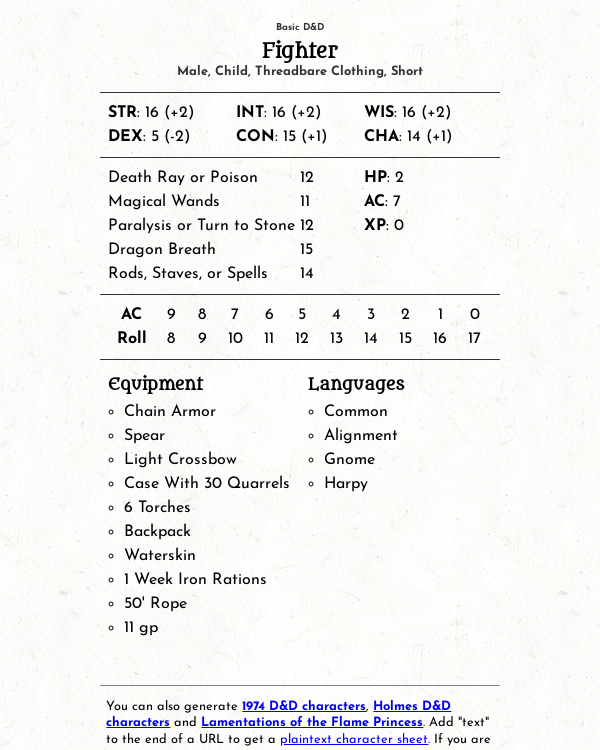 Basic D&D
Fighter
Male, Child, Threadbare Clothing, Short
STR: 16 (+2) INT: 16 (+2) WIS: 16 (+2)
DEX: 5 (-2) CON: 15 (+1) CHA: 14 (+1)
Death Ray or Poison 12 HP: 2
Magical Wands 11 AC: 7
Paralysis or Turn to Stone 12 XP: 0
Dragon Breath 15
Rods, Staves, or Spells 14
AC 9 8 7 6 5 4 3 2 1 0
Roll 8 9 10 11 12 13 14 15 16 17
Equipment
Chain Armor
Spear
Light Crossbow
Case With 30 Quarrels
6 Torches
Backpack
Waterskin
1 Week Iron Rations
50' Rope
11 gp
Languages
Common
Alignment
Gnome
Harpy
You can also generate 1974 D&D characters, Holmes D&D
characters and Lamentations of the Flame Princess. Add "text"
to the end of a URL to get a plaintext character sheet. If you are